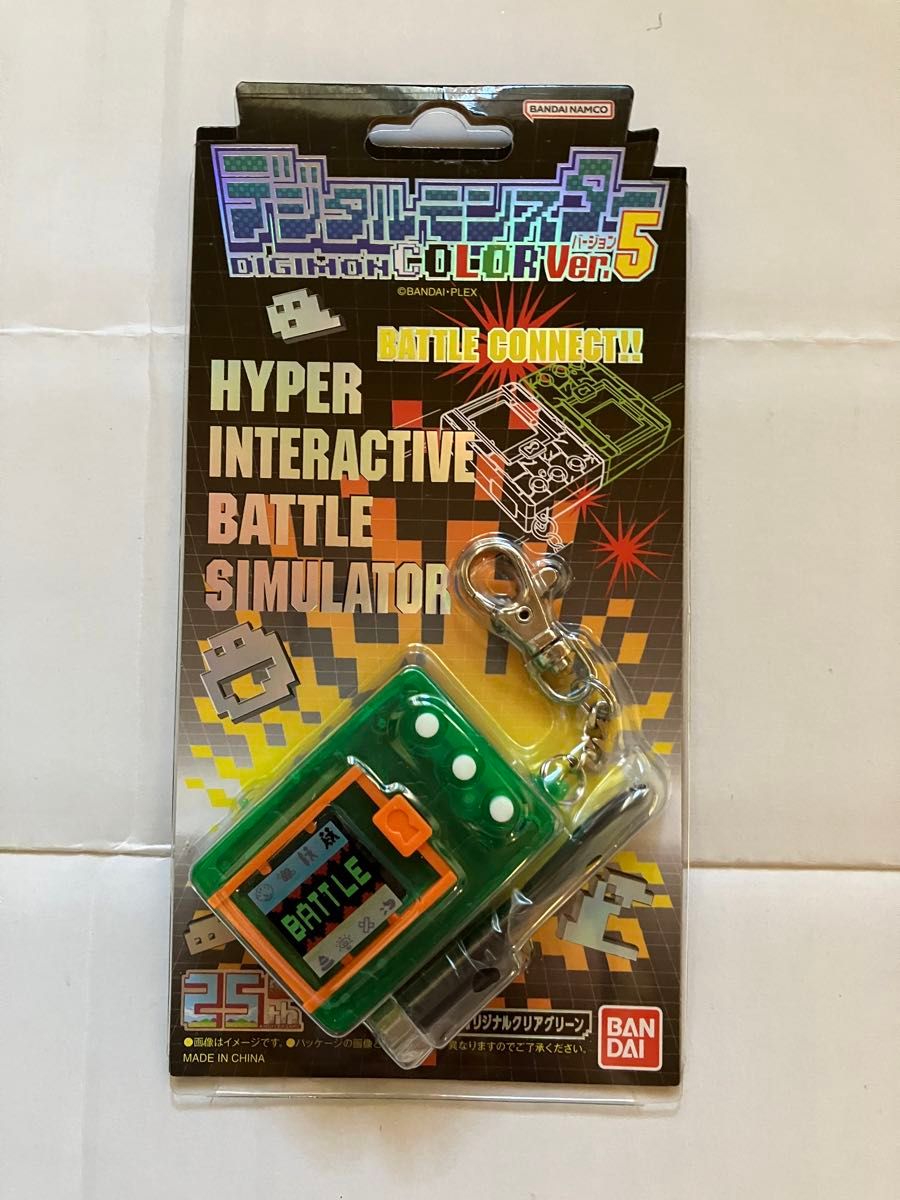 BANDAI NAMCO
デジタルモンスター
DIGIMON COLOR Ver.5
バージョン
©BANDAI・PLEX
BATTLE CONNECT!!
HYPER
INTERACTIVE
BATTLE
SIMULATOR
BATTLE
25th
リジナルクリアグリーン
BAN
DAI
●画像はイメージです。●パッケージの画像と
異なりますのでご了承ください。
MADE IN CHINA